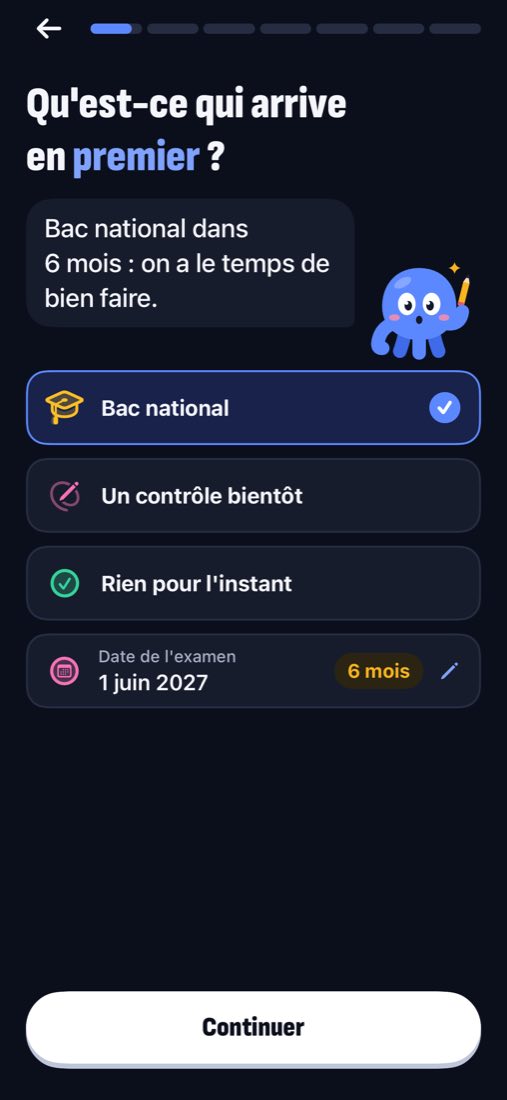 Qu'est-ce qui arrive
en premier ?
Bac national dans
6 mois : on a le temps de
bien faire.
Bac national
Un contrôle bientôt
Rien pour l'instant
Date de l'examen
1 juin 2027
6 mois
Continuer